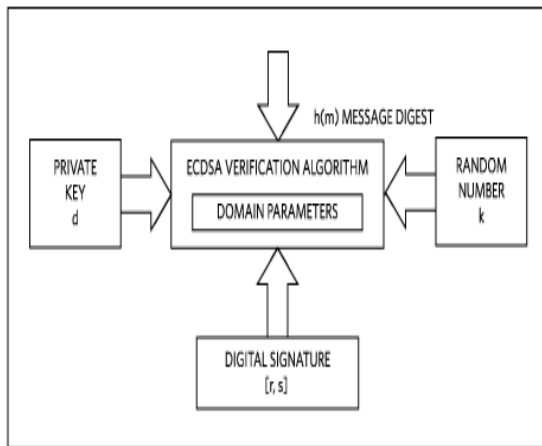 h(m) MESSAGE DIGEST
PRIVATE
KEY
d
ECDSA VERIFICATION ALGORITHM
DOMAIN PARAMETERS
RANDOM
NUMBER
k
DIGITAL SIGNATURE
[r, s]